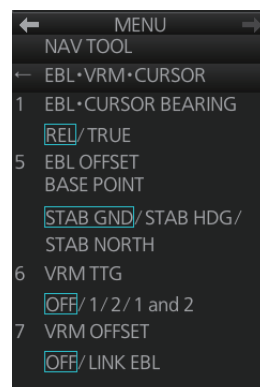 ← MENU →
NAV TOOL
← EBL•VRM•CURSOR
1 EBL•CURSOR BEARING
REL/TRUE
5 EBL OFFSET
BASE POINT
STAB GND/STAB HDG/
STAB NORTH
6 VRM TTG
OFF/1/2/1 and 2
7 VRM OFFSET
OFF/LINK EBL